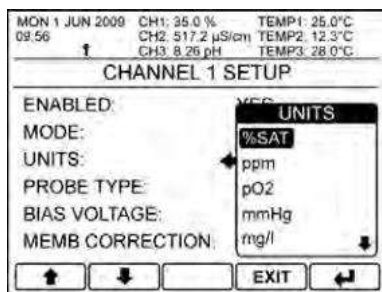 MON 1 JUN 2009 CH1: 35.0 % TEMP1: 25.0°C
09:56 CH2: 517.2 µS/cm TEMP2: 12.3°C
CH3: 8.26 pH TEMP3: 28.0°C
CHANNEL 1 SETUP
ENABLED: YES
UNITS
MODE: %SAT
UNITS: ppm
PROBE TYPE: pO2
BIAS VOLTAGE: mmHg
MEMB CORRECTION: mg/l
EXIT